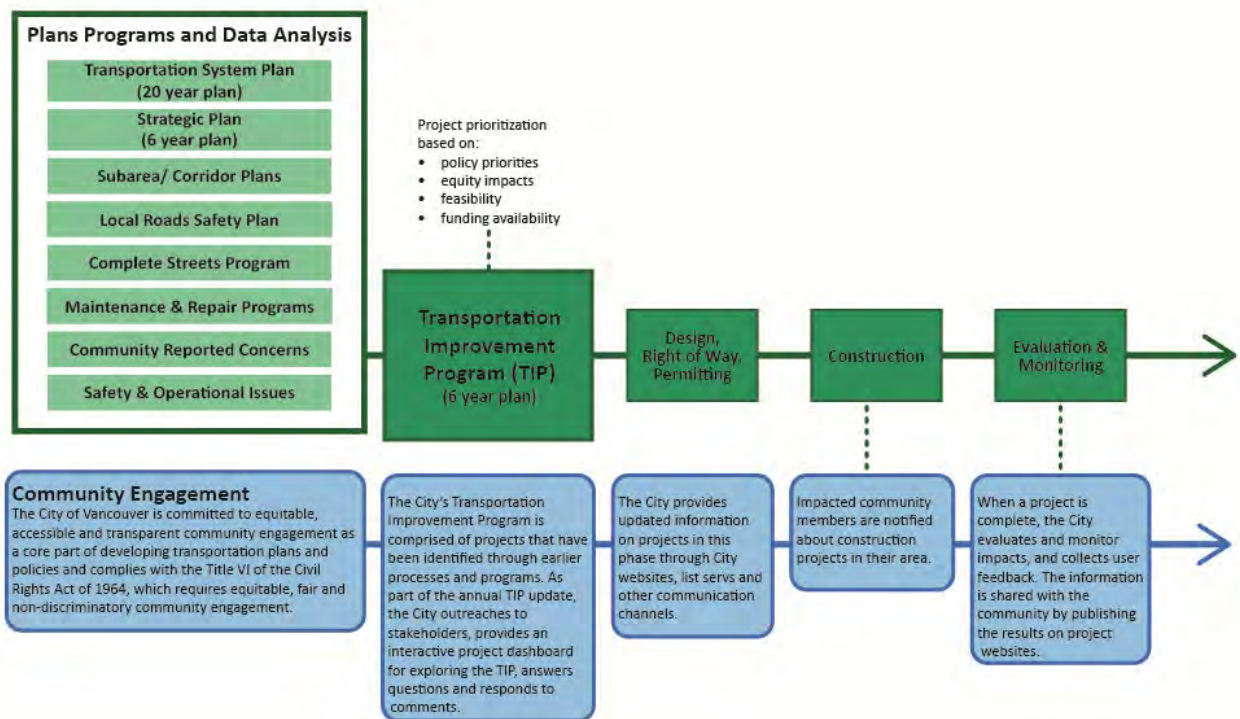 Plans Programs and Data Analysis
Transportation System Plan
(20 year plan)
Strategic Plan
(6 year plan)
Subarea/ Corridor Plans
Local Roads Safety Plan
Complete Streets Program
Maintenance & Repair Programs
Community Reported Concerns
Safety & Operational Issues
Project prioritization
based on:
• policy priorities
• equity impacts
• feasibility
• funding availability
Transportation
Improvement
Program (TIP)
(6 year plan)
Design,
Right of Way,
Permitting
Construction
Evaluation &
Monitoring
Community Engagement
The City of Vancouver is committed to equitable,
accessible and transparent community engagement as
a core part of developing transportation plans and
policies and complies with the Title VI of the Civil
Rights Act of 1964, which requires equitable, fair and
non-discriminatory community engagement.
The City's Transportation
Improvement Program is
comprised of projects that have
been identified through earlier
processes and programs. As
part of the annual TIP update,
the City outreaches to
stakeholders, provides an
interactive project dashboard
for exploring the TIP, answers
questions and responds to
comments.
The City provides
updated information
on projects in this
phase through City
websites, list servs and
other communication
channels.
Impacted community
members are notified
about construction
projects in their area.
When a project is
complete, the City
evaluates and monitor
impacts, and collects user
feedback. The information
is shared with the
community by publishing
the results on project
websites.